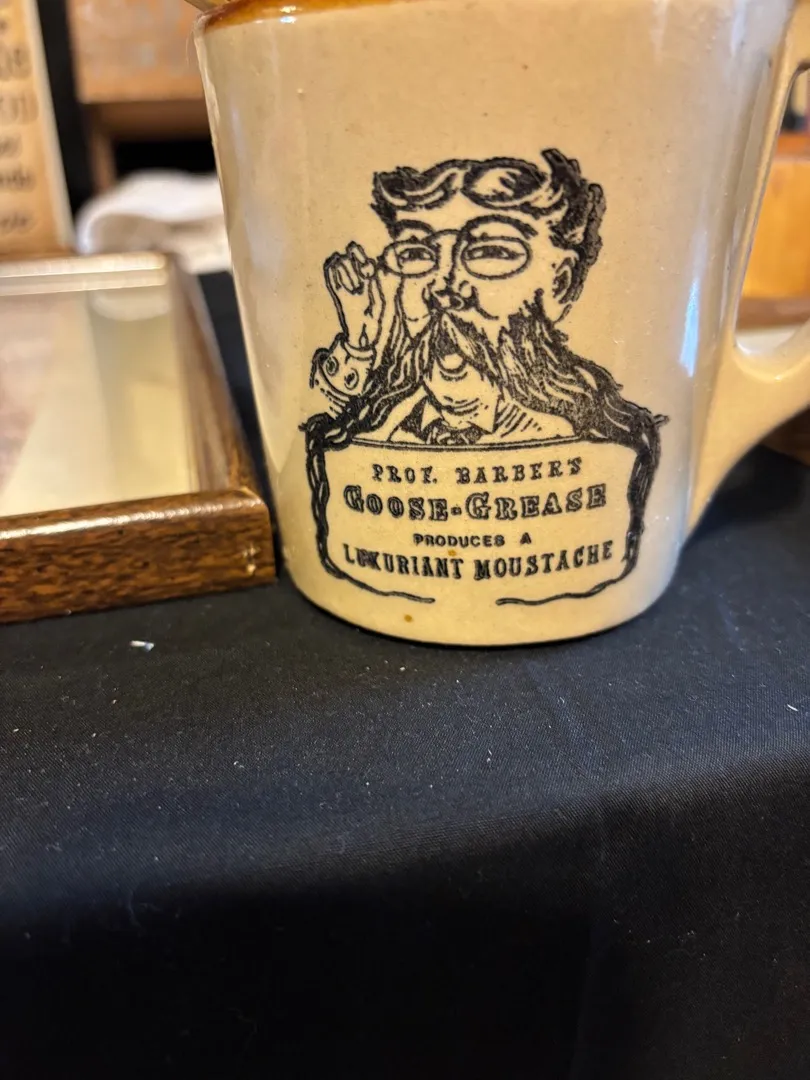 PROF. BARBER'S
GOOSE-GREASE
PRODUCES A
LUXURIANT MOUSTACHE